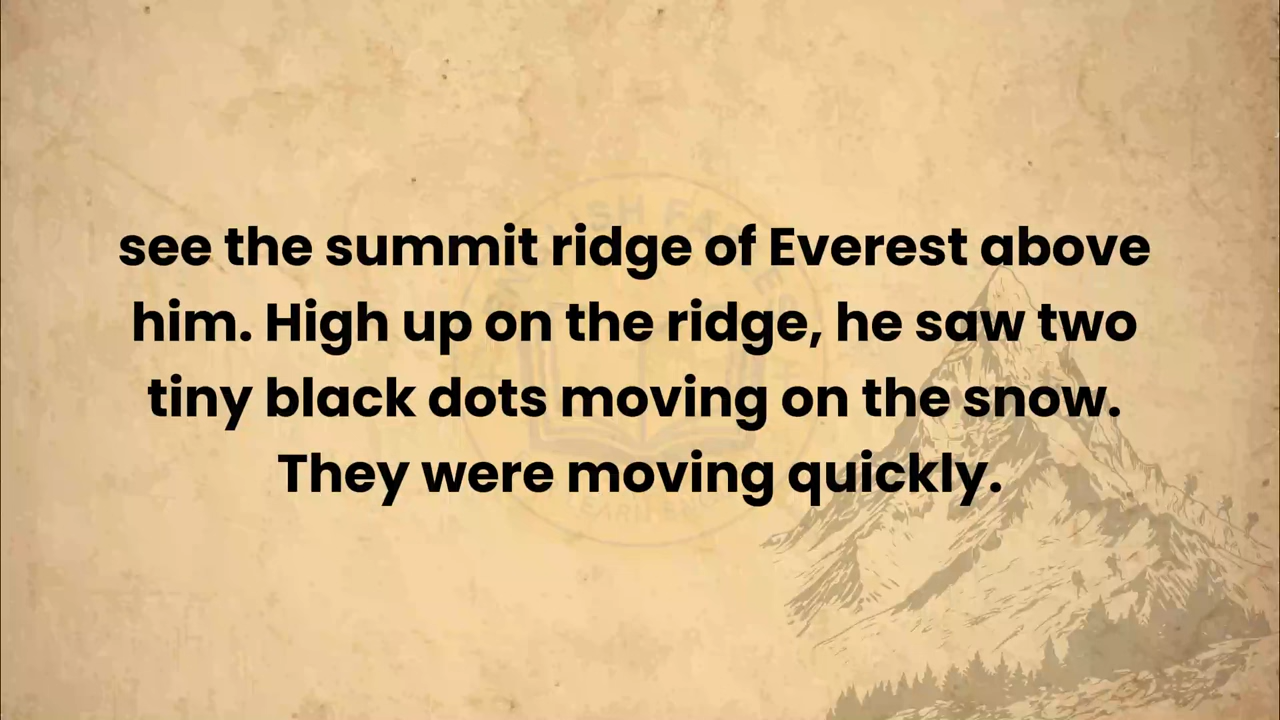 see the summit ridge of Everest above
him. High up on the ridge, he saw two
tiny black dots moving on the snow.
They were moving quickly.